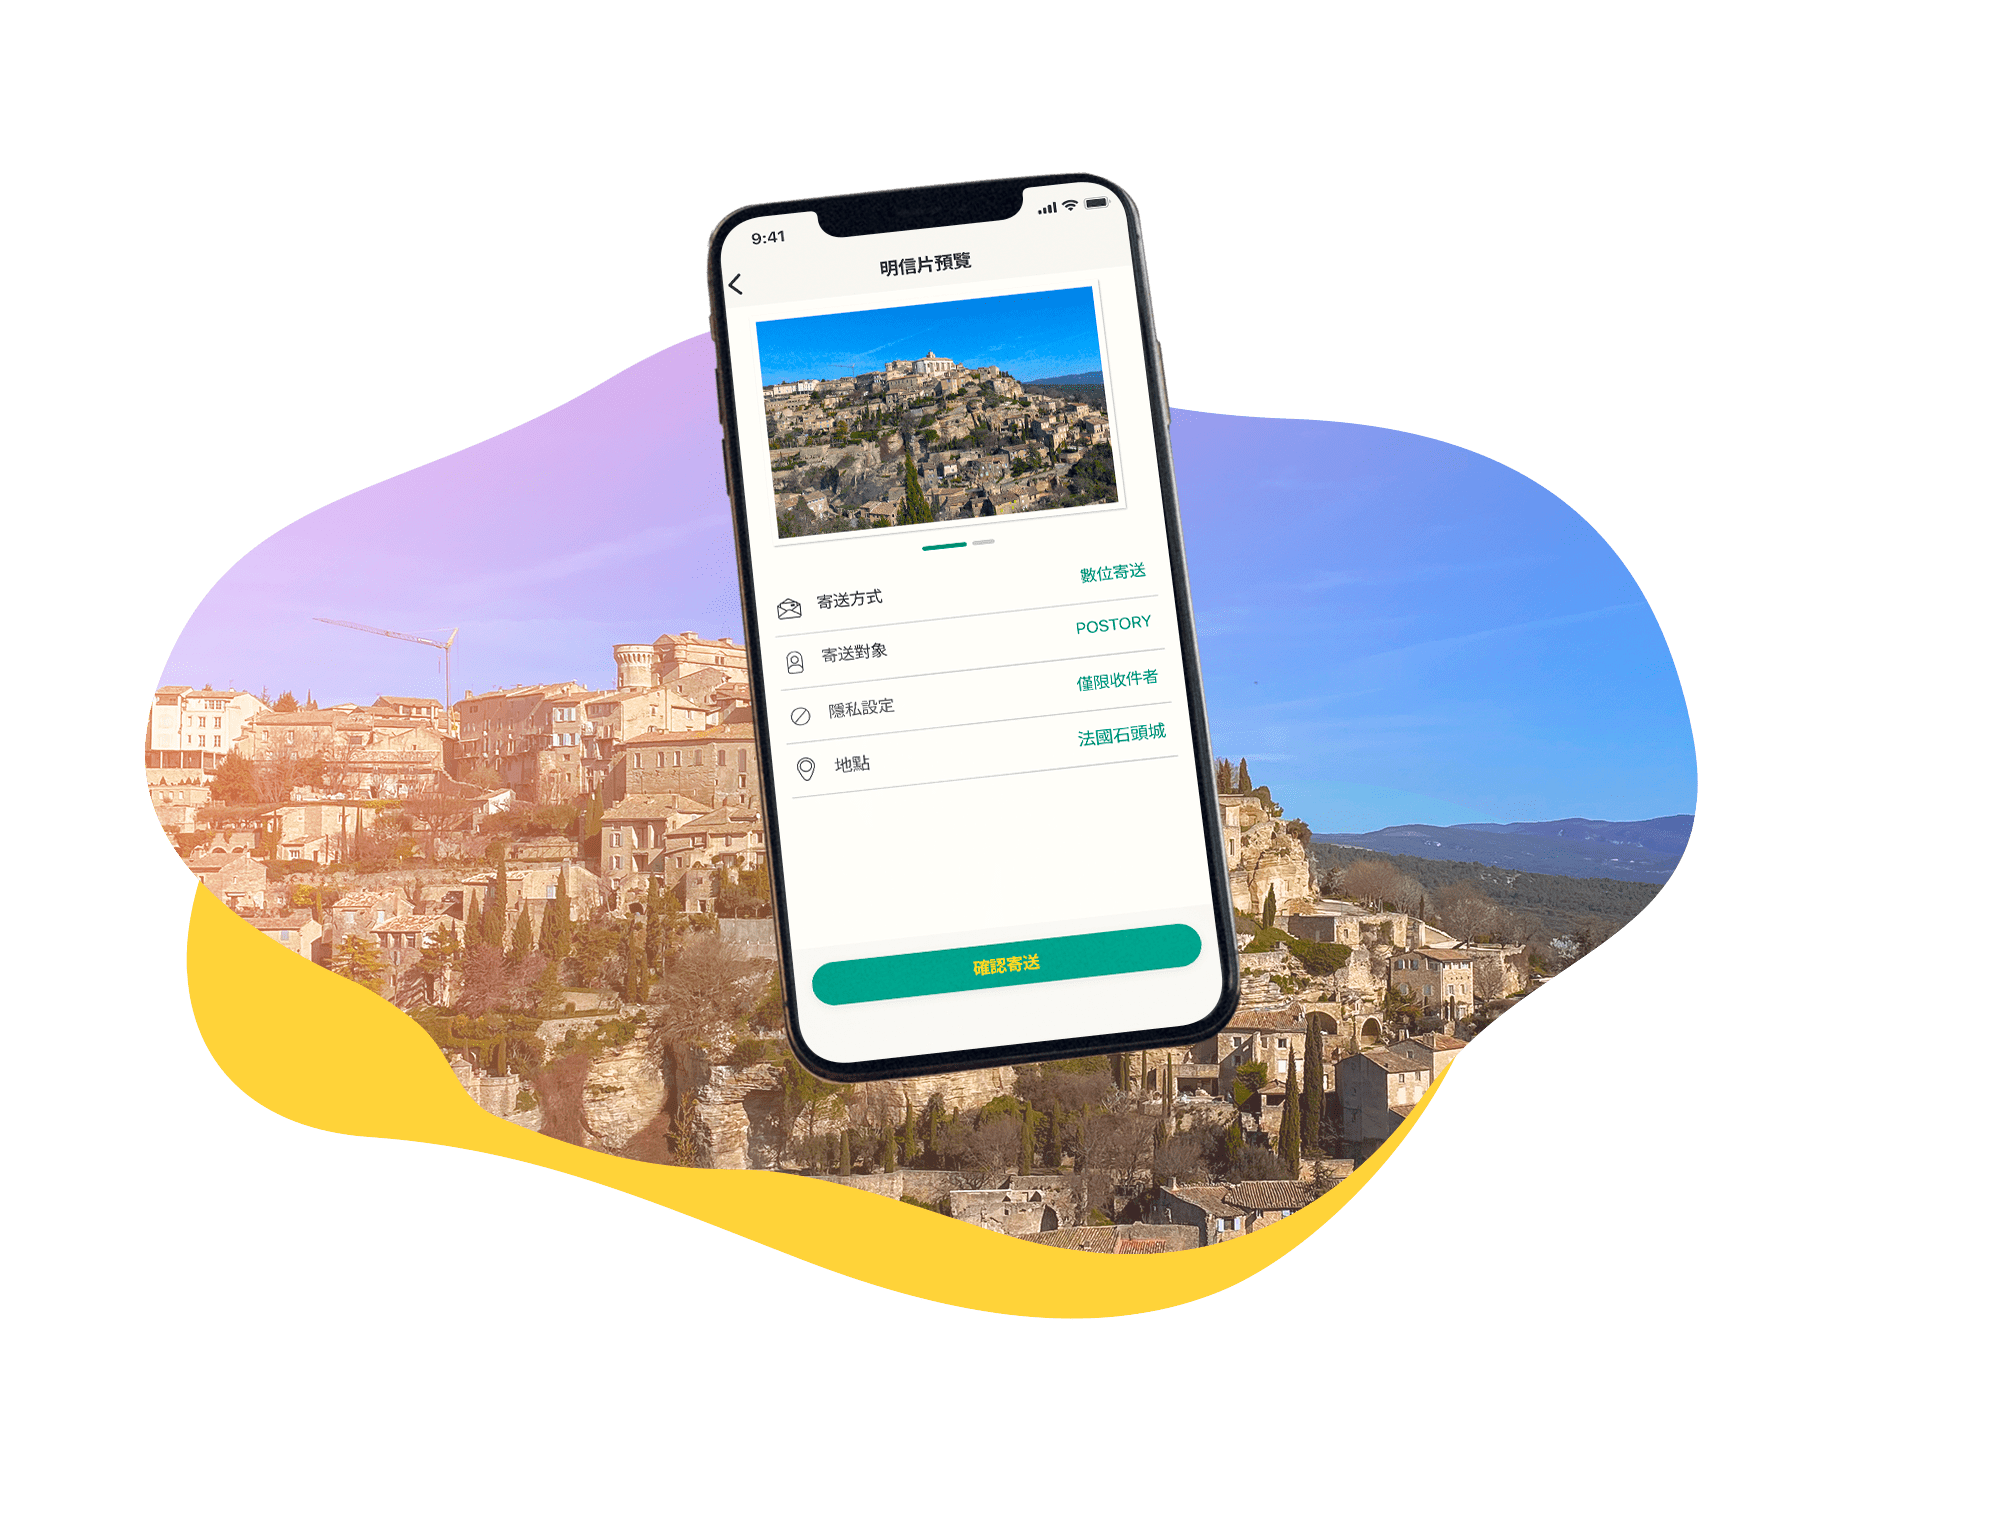 9:41
明信片預覽
寄送方式 數位寄送
寄送對象 POSTORY
隱私設定 僅限收件者
地點 法國石頭城
確認寄送